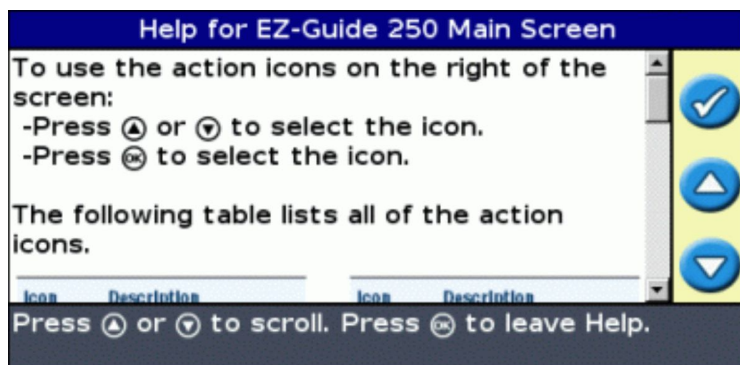 Help for EZ-Guide 250 Main Screen
To use the action icons on the right of the
screen:
-Press ▲ or ▼ to select the icon.
-Press OK to select the icon.
The following table lists all of the action
icons.
Icon Description Icon Description
Press ▲ or ▼ to scroll. Press OK to leave Help.